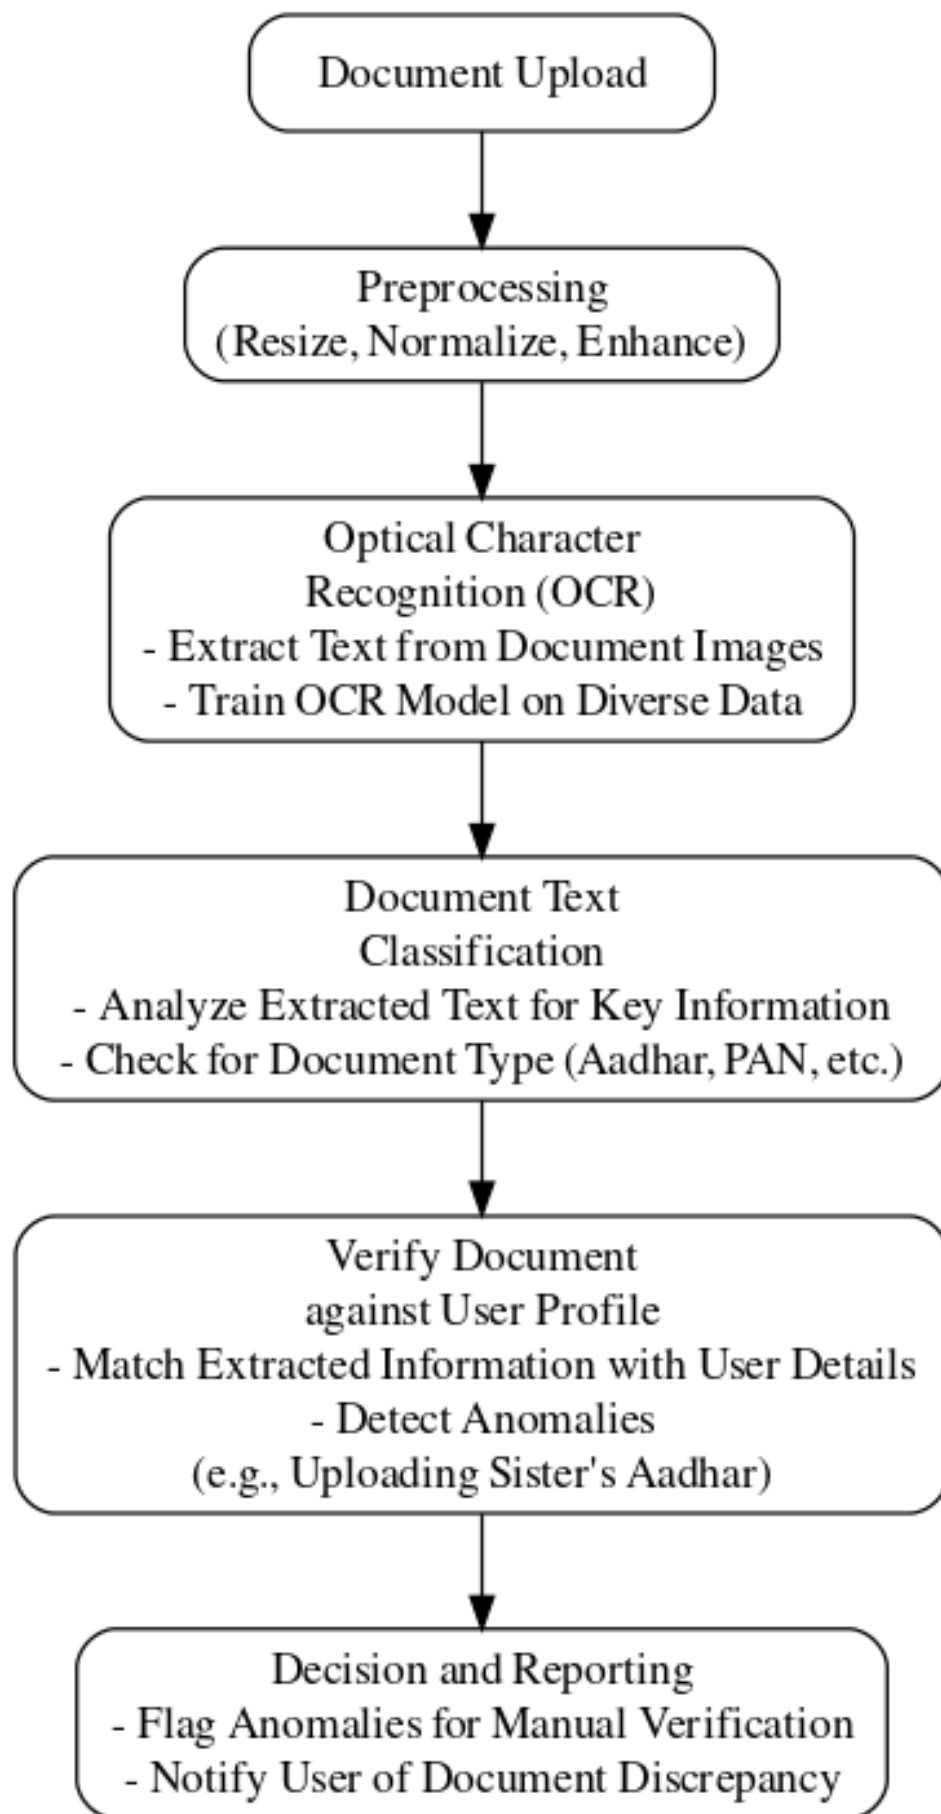 Document Upload
Preprocessing
(Resize, Normalize, Enhance)
Optical Character
Recognition (OCR)
- Extract Text from Document Images
- Train OCR Model on Diverse Data
Document Text
Classification
- Analyze Extracted Text for Key Information
- Check for Document Type (Aadhar, PAN, etc.)
Verify Document
against User Profile
- Match Extracted Information with User Details
- Detect Anomalies
(e.g., Uploading Sister's Aadhar)
Decision and Reporting
- Flag Anomalies for Manual Verification
- Notify User of Document Discrepancy